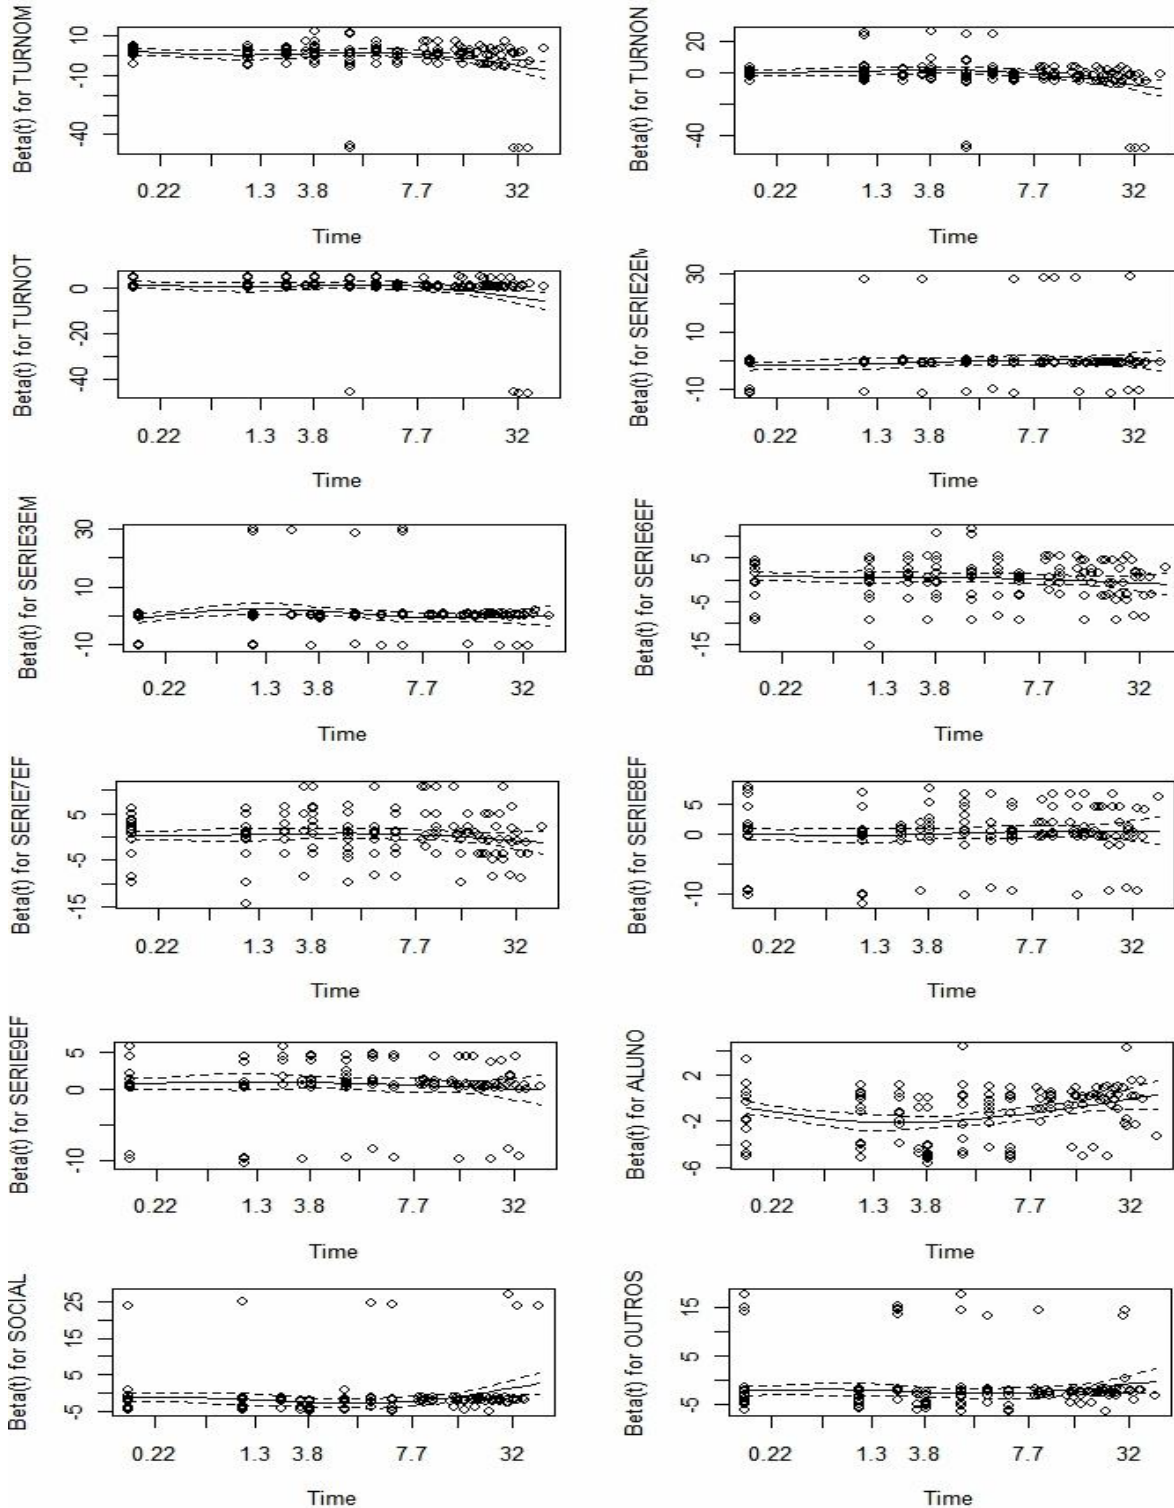 Beta(t) for TURNOM
10
-10
-40
0.22 1.3 3.8 7.7 32
Time
Beta(t) for TURNON
20
0
-40
0.22 1.3 3.8 7.7 32
Time
Beta(t) for TURNOT
0
-20
-40
0.22 1.3 3.8 7.7 32
Time
Beta(t) for SERIE2EM
30
10
-10
0.22 1.3 3.8 7.7 32
Time
Beta(t) for SERIE3EM
30
10
-10
0.22 1.3 3.8 7.7 32
Time
Beta(t) for SERIE6EF
5
-5
-15
0.22 1.3 3.8 7.7 32
Time
Beta(t) for SERIE7EF
5
-5
-15
0.22 1.3 3.8 7.7 32
Time
Beta(t) for SERIE8EF
5
0
-10
0.22 1.3 3.8 7.7 32
Time
Beta(t) for SERIE9EF
5
0
-10
0.22 1.3 3.8 7.7 32
Time
Beta(t) for ALUNO
2
-2
-6
0.22 1.3 3.8 7.7 32
Time
Beta(t) for SOCIAL
25
15
5
-5
0.22 1.3 3.8 7.7 32
Time
Beta(t) for OUTROS
15
5
-5
0.22 1.3 3.8 7.7 32
Time